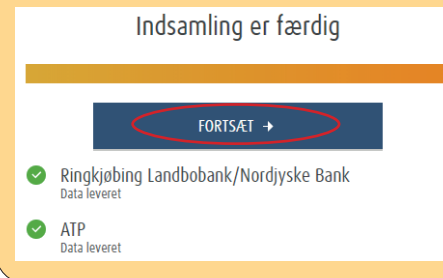 Indsamling er færdig
FORTSÆT →
Ringkjøbing Landbobank/Nordjyske Bank
Data leveret
ATP
Data leveret